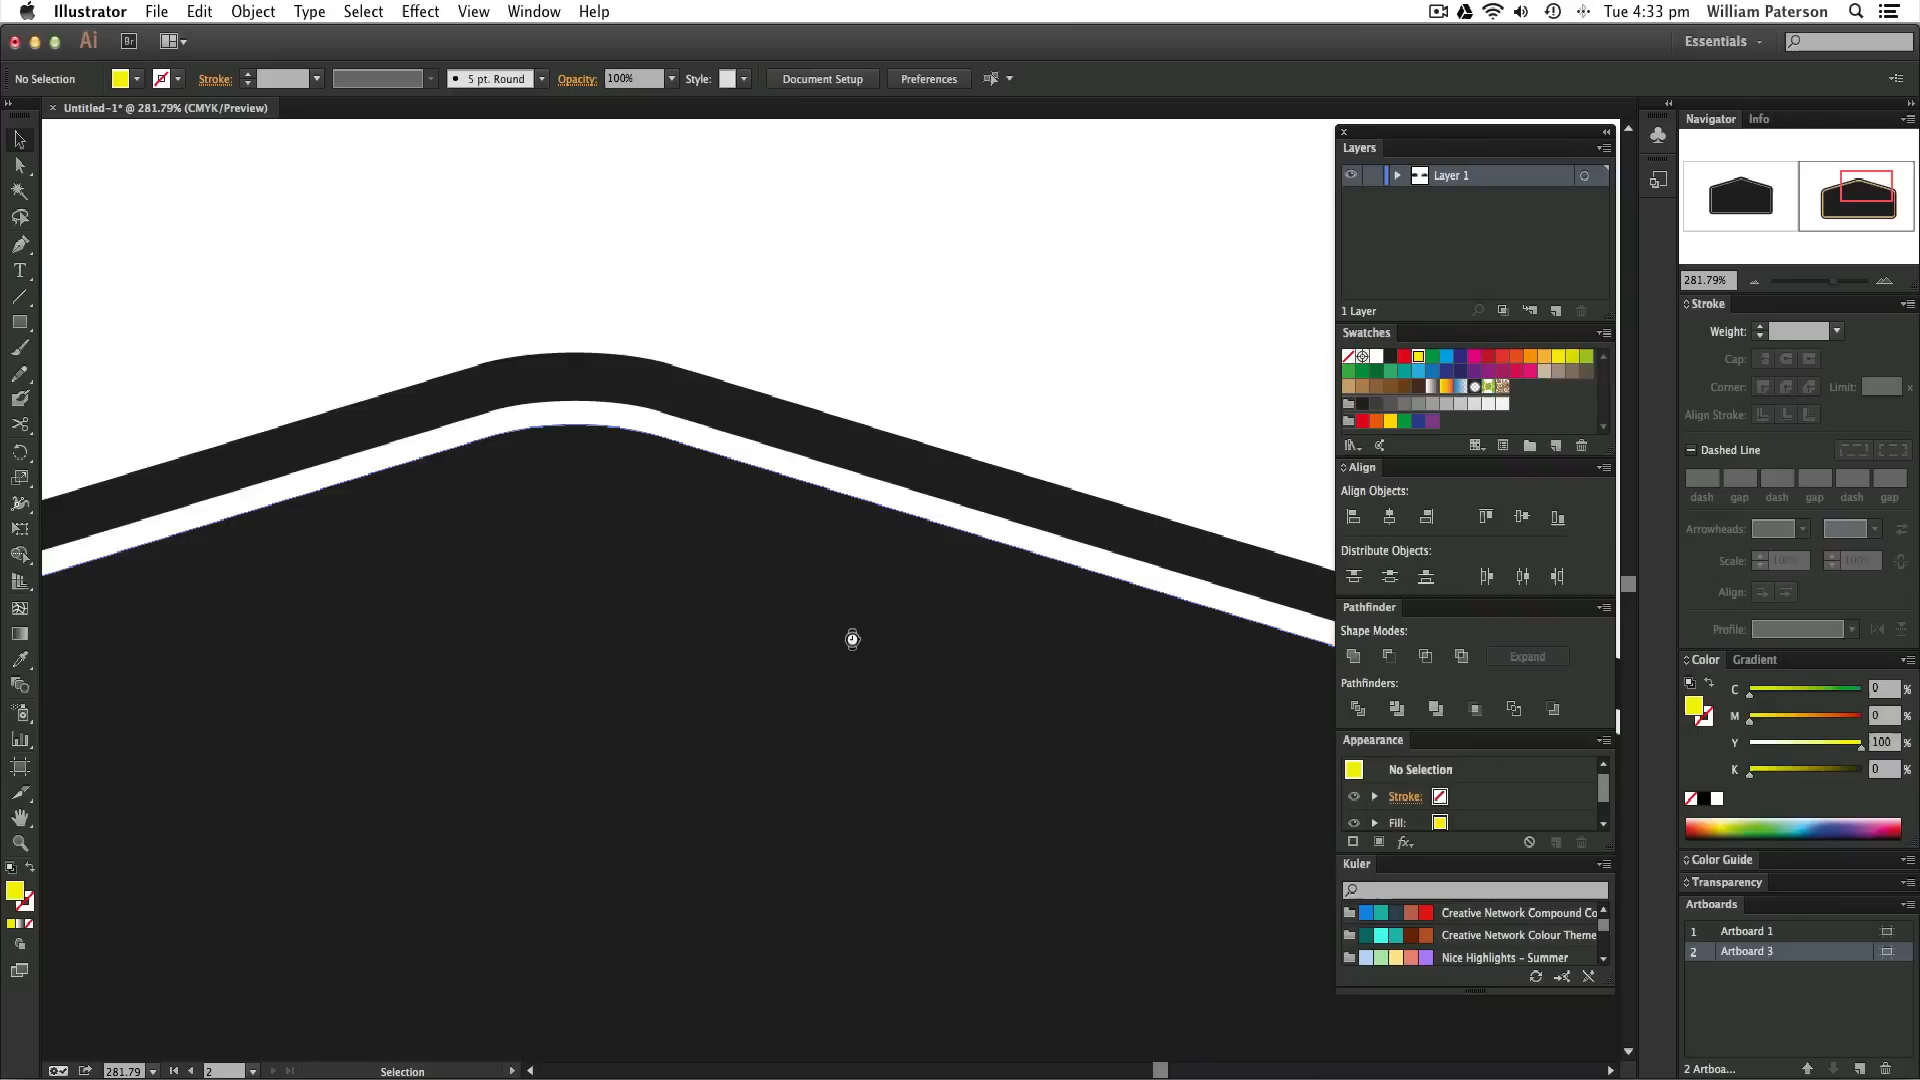 Illustrator File Edit Object Type Select Effect View Window Help Tue 4:33 pm William Paterson
Ai Br Essentials
No Selection Stroke: 5 pt. Round Opacity: 100% Style: Document Setup Preferences
Untitled-1* @ 281.79% (CMYK/Preview)
Layers
Layer 1
1 Layer
Swatches
Align
Align Objects:
Distribute Objects:
Pathfinder
Shape Modes:
Expand
Pathfinders:
Appearance
No Selection
Stroke:
Fill:
fx
Kuler
Creative Network Compound Co
Creative Network Colour Theme
Nice Highlights - Summer
Navigator Info
281.79%
Stroke
Weight:
Cap:
Corner: Limit: x
Align Stroke:
Dashed Line
dash gap dash gap dash gap
Arrowheads:
Scale: 100% 100%
Align:
Profile:
Color Gradient
C 0 %
M 0 %
Y 100 %
K 0 %
Color Guide
Transparency
Artboards
1 Artboard 1
2 Artboard 3
2 Artboa...
281.79 2 Selection